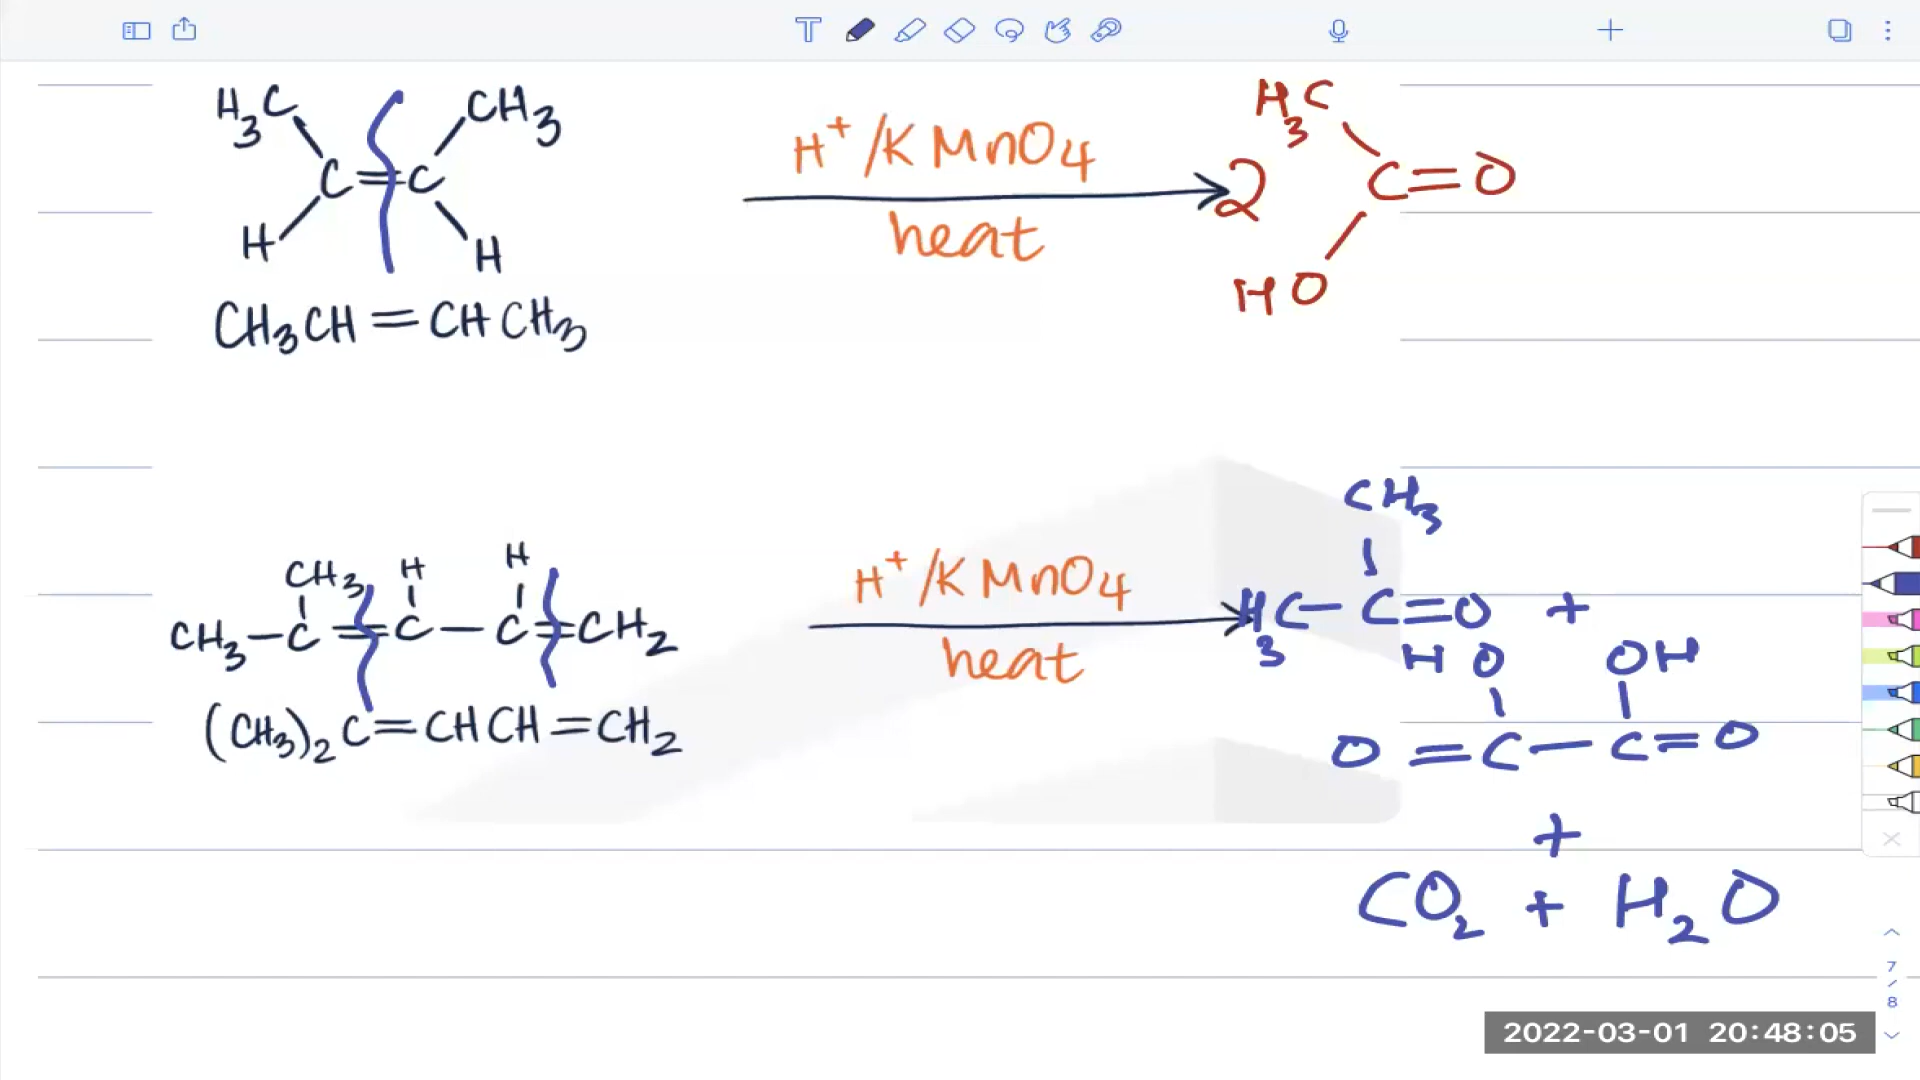 H3C CH3
C=C
H H
CH3CH=CHCH3
H+/KMnO4
heat
2
H3C
C=O
HO
CH3 H H
CH3-C=C-C=CH2
(CH3)2C=CHCH=CH2
H+/KMnO4
heat
CH3
H3C-C=O +
HO OH
O=C-C=O
+
CO2 + H2O
7
/
8
2022-03-01 20:48:05